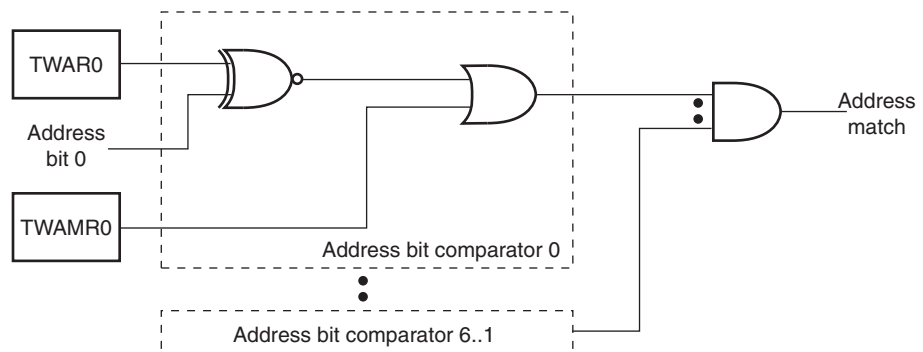 TWAR0
Address
bit 0
TWAMR0
Address bit comparator 0
Address bit comparator 6..1
Address
match